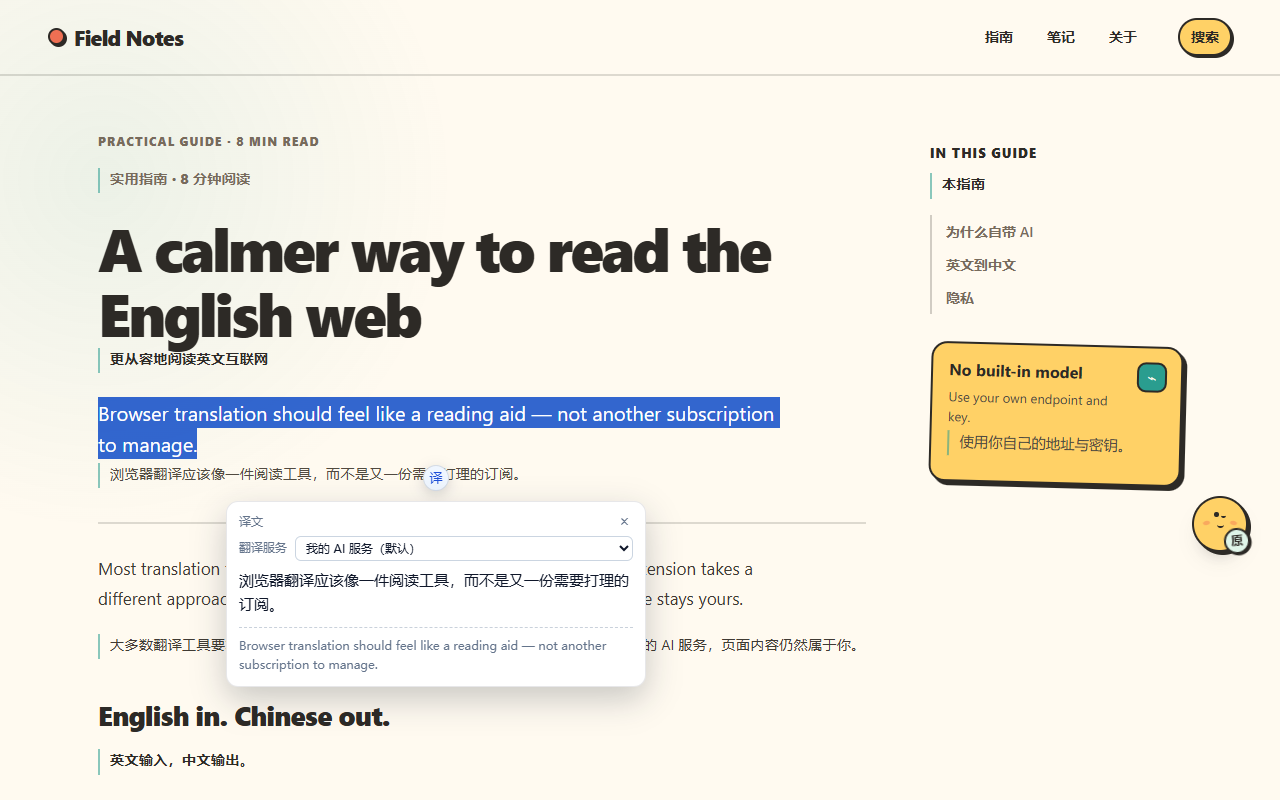 Field Notes
指南
笔记
关于
搜索
PRACTICAL GUIDE · 8 MIN READ
实用指南 · 8 分钟阅读
A calmer way to read the
English web
更从容地阅读英文互联网
Browser translation should feel like a reading aid — not another subscription
to manage.
浏览器翻译应该像一件阅读工具，而不是又一份需打理的订阅。
译
译文
×
翻译服务
我的 AI 服务（默认）
浏览器翻译应该像一件阅读工具，而不是又一份需要打理的
订阅。
Browser translation should feel like a reading aid — not another
subscription to manage.
Most translation
ension takes a
different approac
e stays yours.
大多数翻译工具要
的 AI 服务，页面内容仍然属于你。
English in. Chinese out.
英文输入，中文输出。
IN THIS GUIDE
本指南
为什么自带 AI
英文到中文
隐私
No built-in model
Use your own endpoint and
key.
使用你自己的地址与密钥。
原